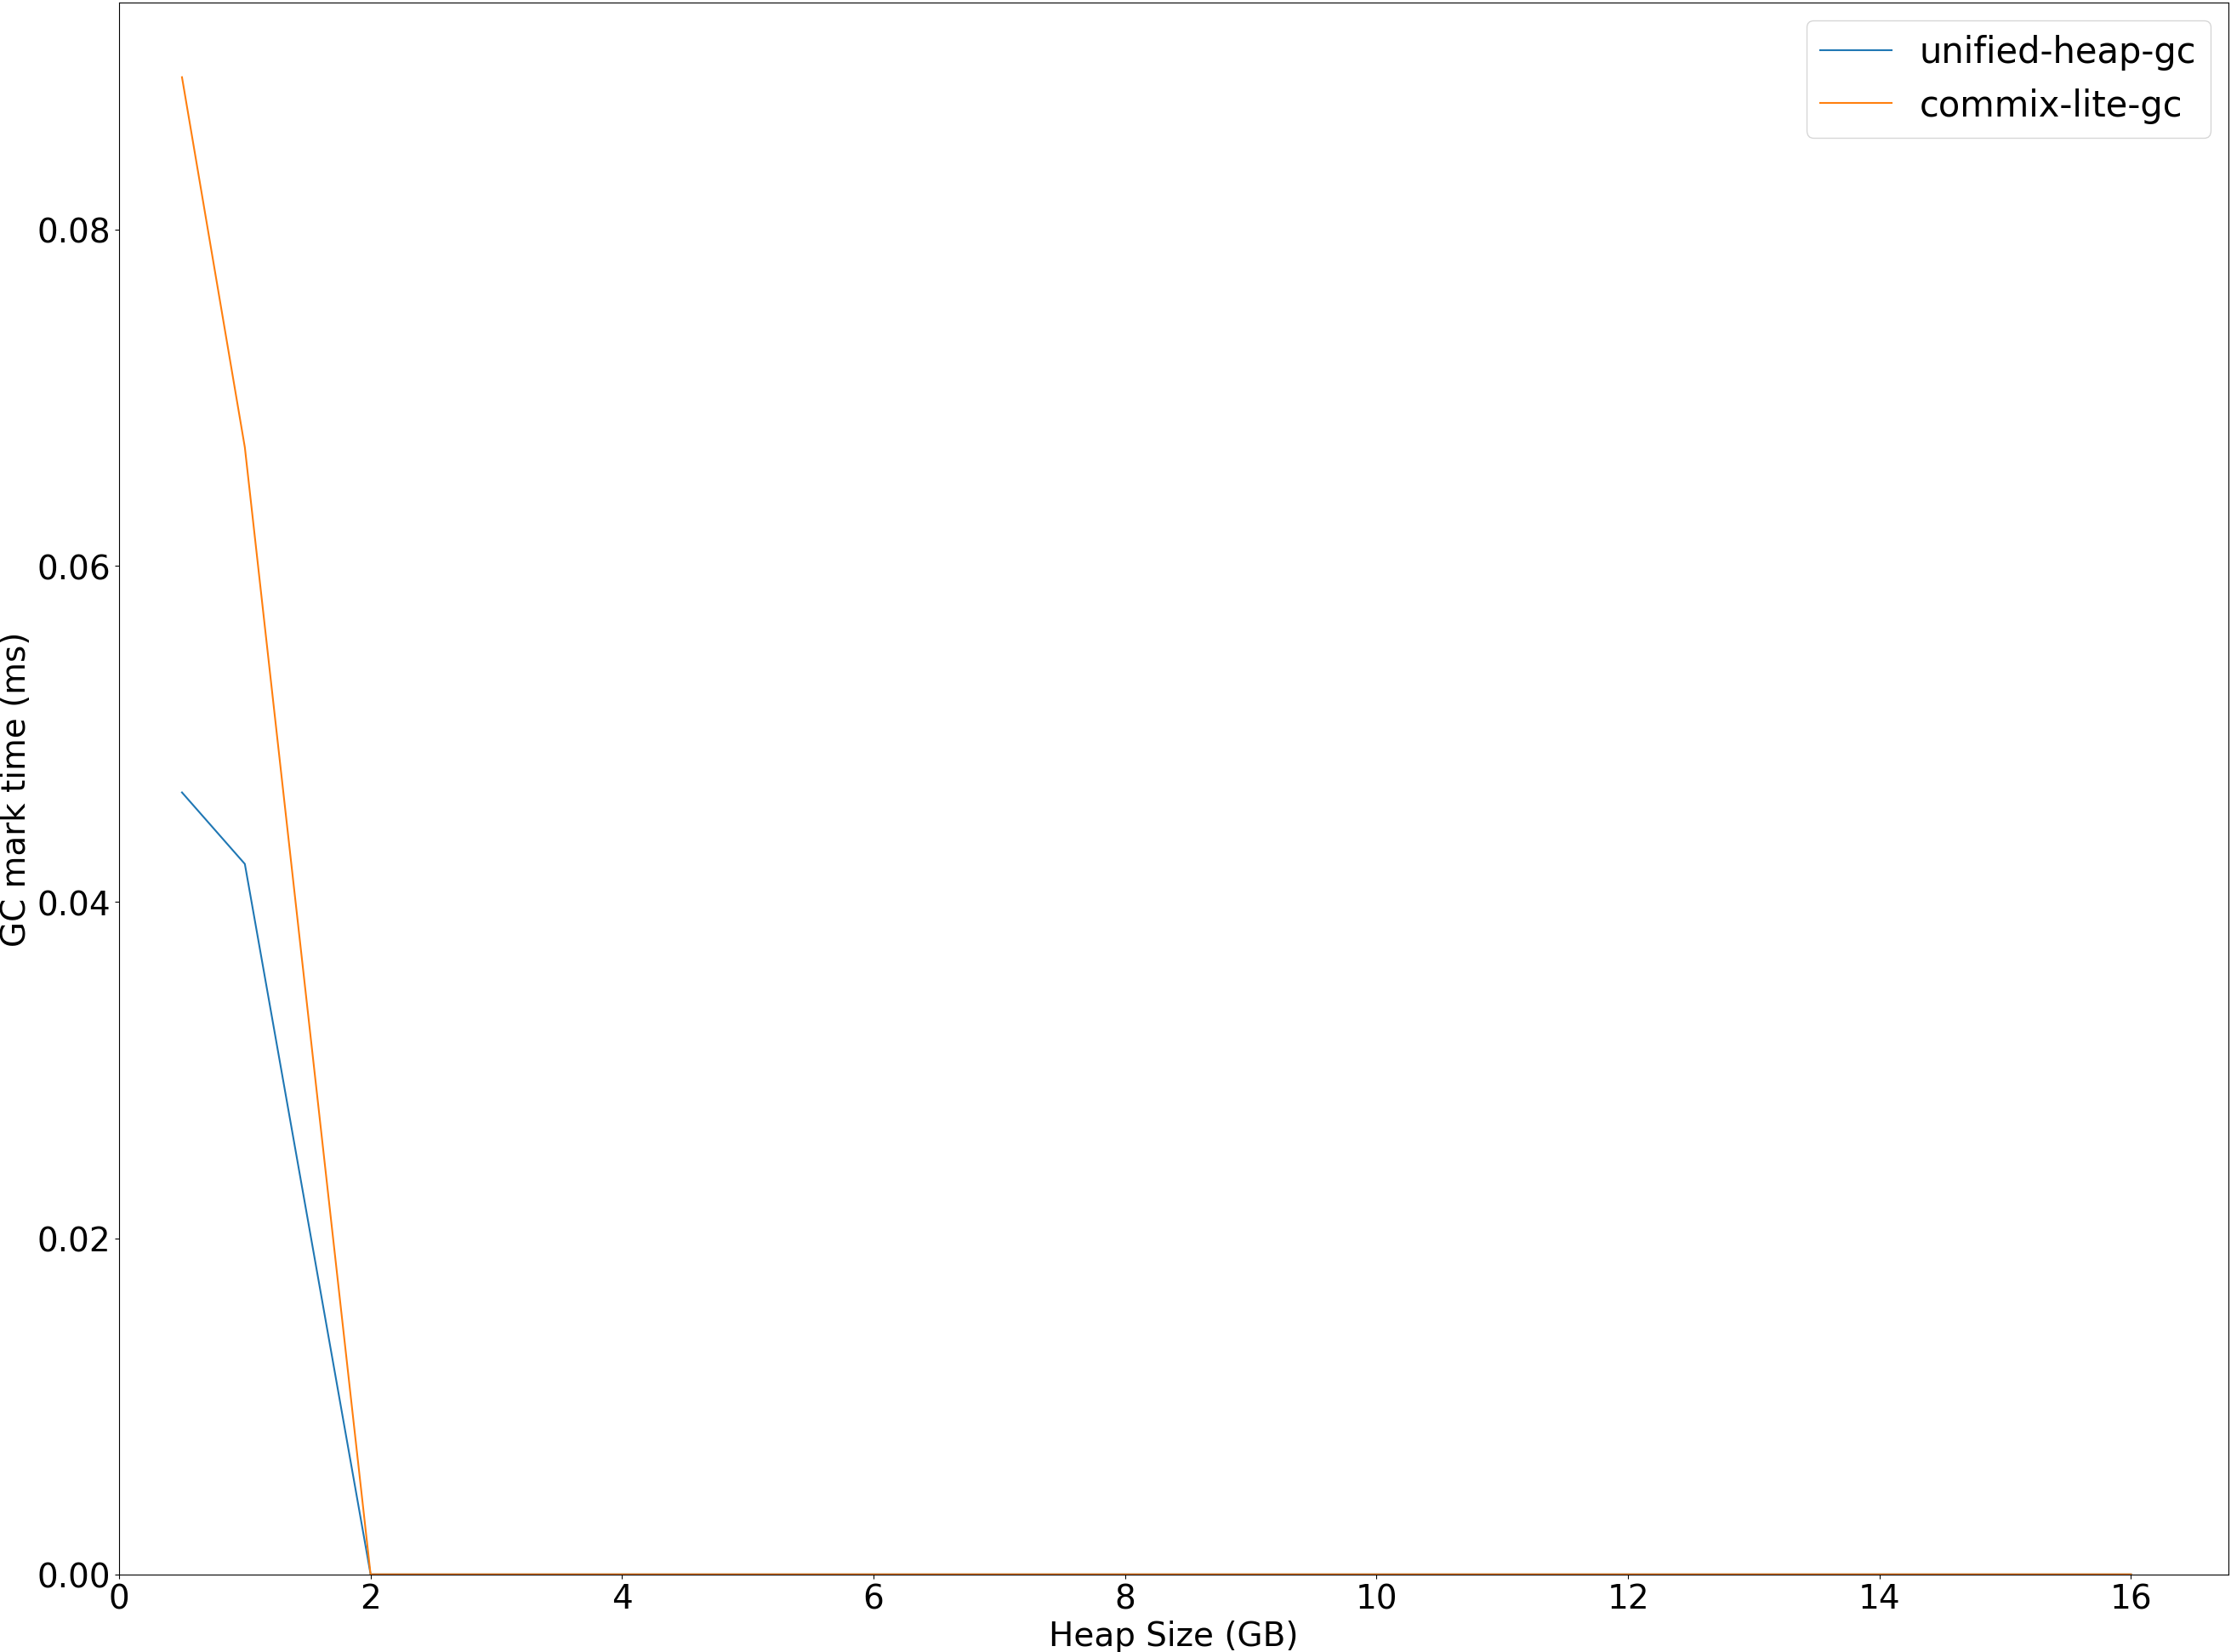 unified-heap-gc
commix-lite-gc
0.08
0.06
0.04
0.02
0.00
GC mark time (ms)
0 2 4 6 8 10 12 14 16
Heap Size (GB)